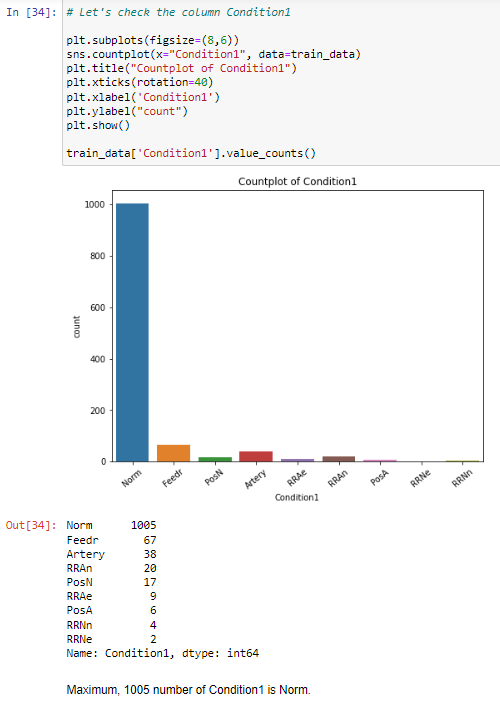 In [34]: # Let's check the column Condition1
plt.subplots(figsize=(8,6))
sns.countplot(x="Condition1", data=train_data)
plt.title("Countplot of Condition1")
plt.xticks(rotation=40)
plt.xlabel('Condition1')
plt.ylabel("count")
plt.show()
train_data['Condition1'].value_counts()
Countplot of Condition1
1000
800
600
400
200
0
count
Norm Feedr PosN Artery RRAe RRAn PosA RRNe RRNn
Condition1
Out[34]: Norm 1005
Feedr 67
Artery 38
RRAn 20
PosN 17
RRAe 9
PosA 6
RRNn 4
RRNe 2
Name: Condition1, dtype: int64
Maximum, 1005 number of Condition1 is Norm.